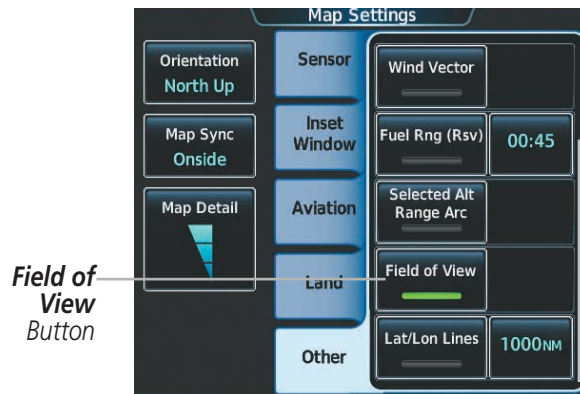 Map Settings
Orientation
North Up
Map Sync
Onside
Map Detail
Sensor
Inset
Window
Aviation
Land
Other
Wind Vector
Fuel Rng (Rsv)
00:45
Selected Alt
Range Arc
Field of View
Lat/Lon Lines
1000NM
Field of
View
Button